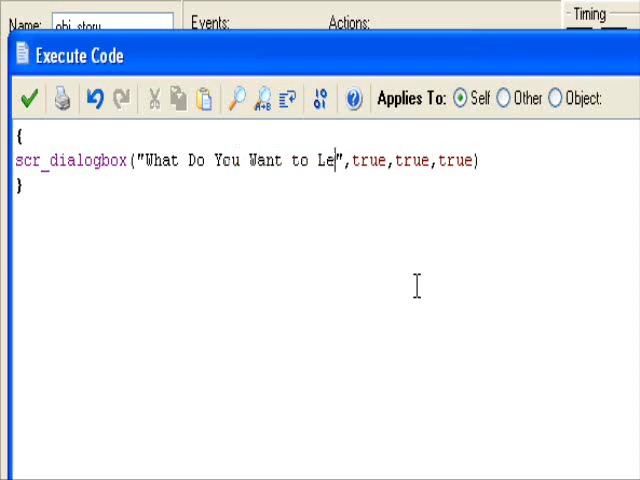 Name: obj_story Events: Actions: Timing
Execute Code
Applies To: Self Other Object:
{
scr_dialogbox("What Do You Want to Le",true,true,true)
}